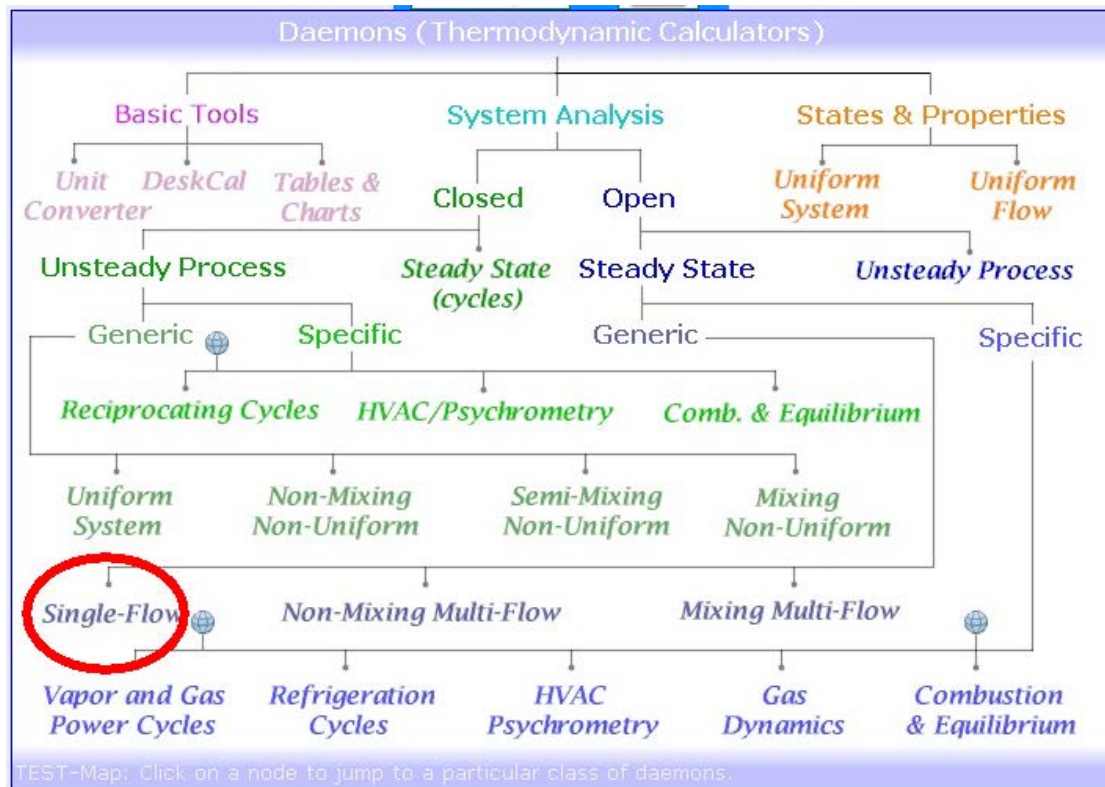 Daemons (Thermodynamic Calculators)
Basic Tools
System Analysis
States & Properties
Unit
Converter
DeskCal
Tables &
Charts
Closed
Open
Uniform
System
Uniform
Flow
Unsteady Process
Steady State
(cycles)
Steady State
Unsteady Process
Generic
Specific
Generic
Specific
Reciprocating Cycles
HVAC/Psychrometry
Comb. & Equilibrium
Uniform
System
Non-Mixing
Non-Uniform
Semi-Mixing
Non-Uniform
Mixing
Non-Uniform
Single-Flow
Non-Mixing Multi-Flow
Mixing Multi-Flow
Vapor and Gas
Power Cycles
Refrigeration
Cycles
HVAC
Psychrometry
Gas
Dynamics
Combustion
& Equilibrium
TEST-Map: Click on a node to jump to a particular class of daemons.